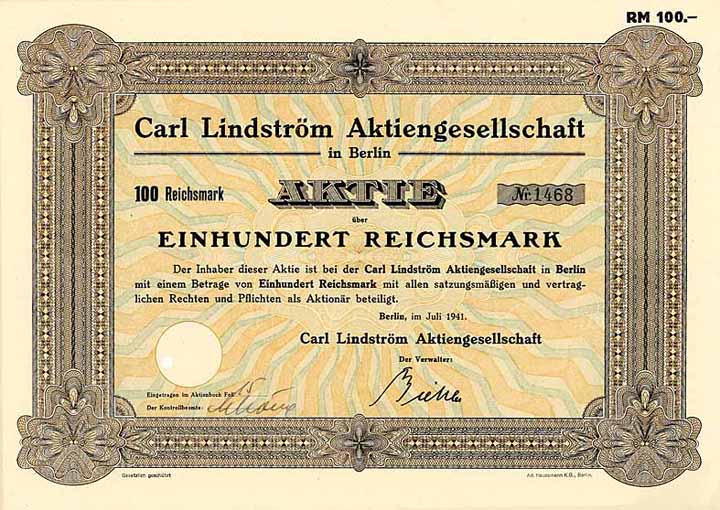 RM 100.–
Carl Lindström Aktiengesellschaft
in Berlin
100 Reichsmark AKTIE Nr. 1468
über
EINHUNDERT REICHSMARK
Der Inhaber dieser Aktie ist bei der Carl Lindström Aktiengesellschaft in Berlin
mit einem Betrage von Einhundert Reichsmark mit allen satzungsmäßigen und vertrag-
lichen Rechten und Pflichten als Aktionär beteiligt.
Berlin, im Juli 1941.
Carl Lindström Aktiengesellschaft
Der Verwalter:
Eingetragen im Aktienbuch Fol.
Der Kontrollbeamte:
Gesetzlich geschützt
Ad. Haussmann K.G., Berlin.